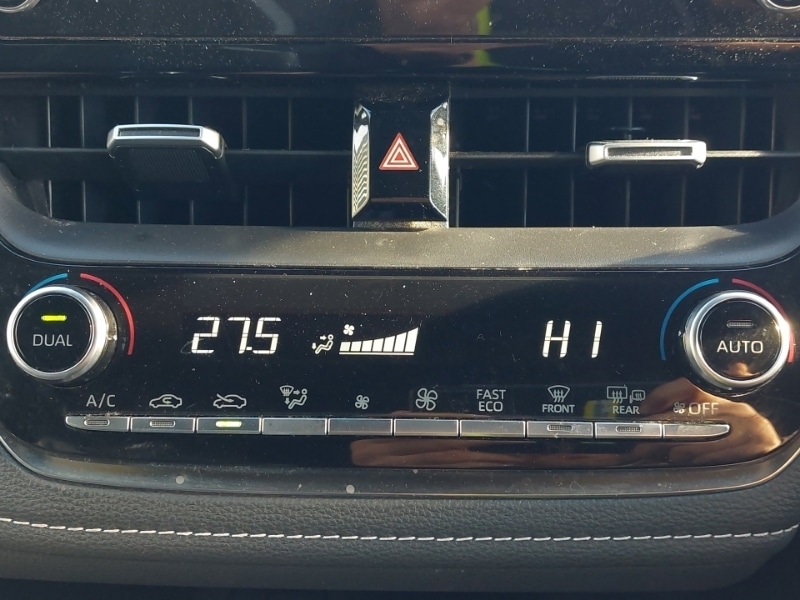 DUAL
27.5
HI
AUTO
A/C
FAST
ECO
FRONT
REAR
OFF